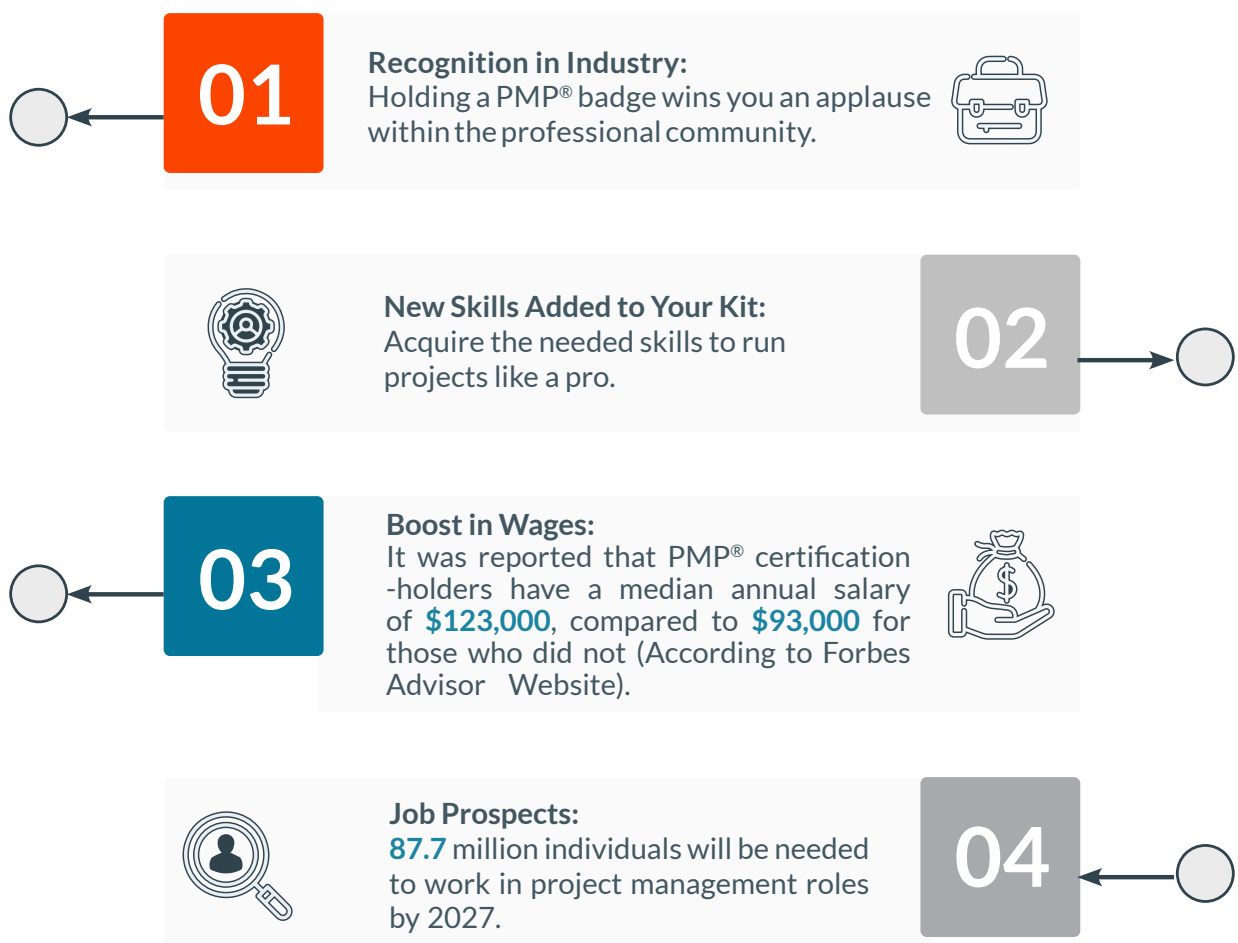 01
Recognition in Industry:
Holding a PMP® badge wins you an applause
within the professional community.
New Skills Added to Your Kit:
Acquire the needed skills to run
projects like a pro.
02
03
Boost in Wages:
It was reported that PMP® certification
-holders have a median annual salary
of $123,000, compared to $93,000 for
those who did not (According to Forbes
Advisor Website).
Job Prospects:
87.7 million individuals will be needed
to work in project management roles
by 2027.
04